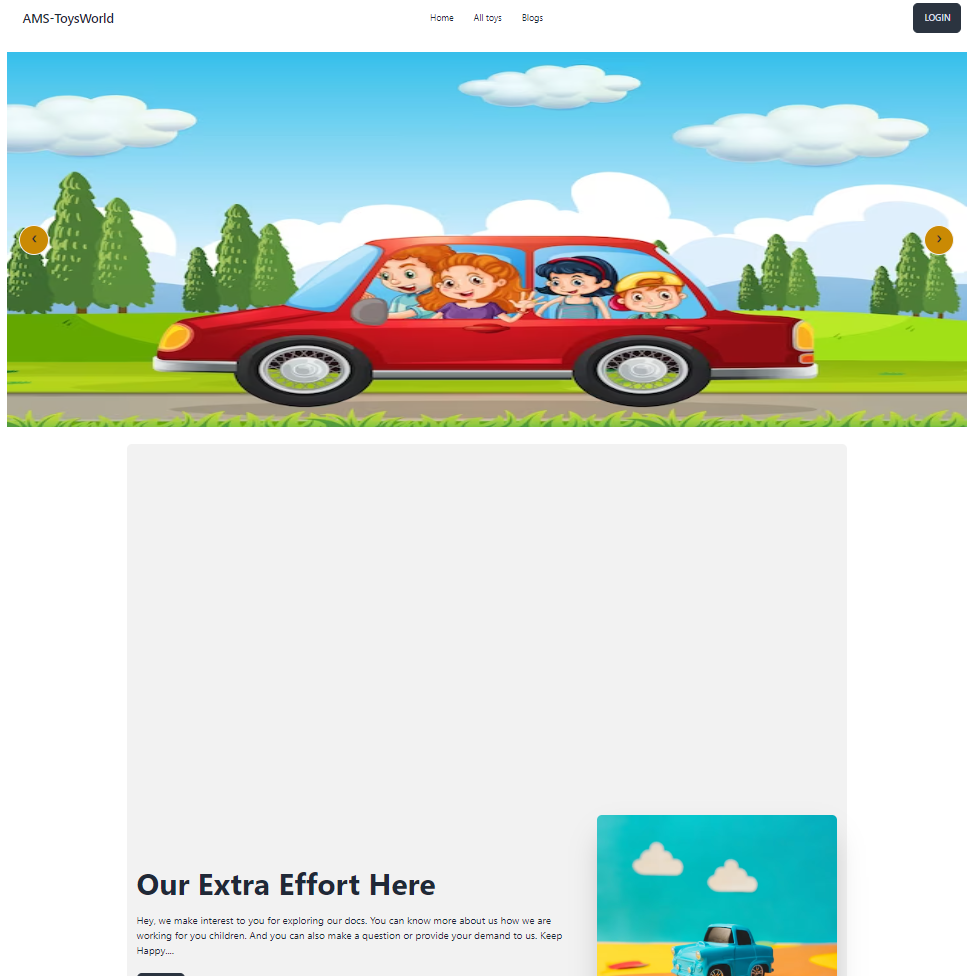 AMS-ToysWorld
Home
All toys
Blogs
LOGIN
Our Extra Effort Here
Hey, we make interest to you for exploring our docs. You can know more about us how we are
working for you children. And you can also make a question or provide your demand to us. Keep
Happy....